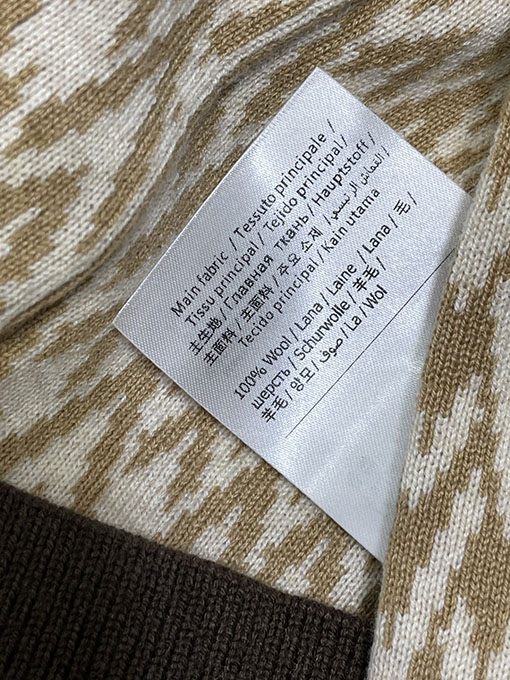 Main fabric / Tessuto principale /
Tissu principal / Tejido principal /
主生地 / Главная ткань / Hauptstoff /
主面料 / 主面料 / 주요 소재 / القماش الرئيسي /
Tecido principal / Kain utama
100% Wool / Lana / Laine / Lana / 毛 /
шерсть / Schurwolle / 羊毛 /
羊毛 / 양모 / صوف / La / Wol